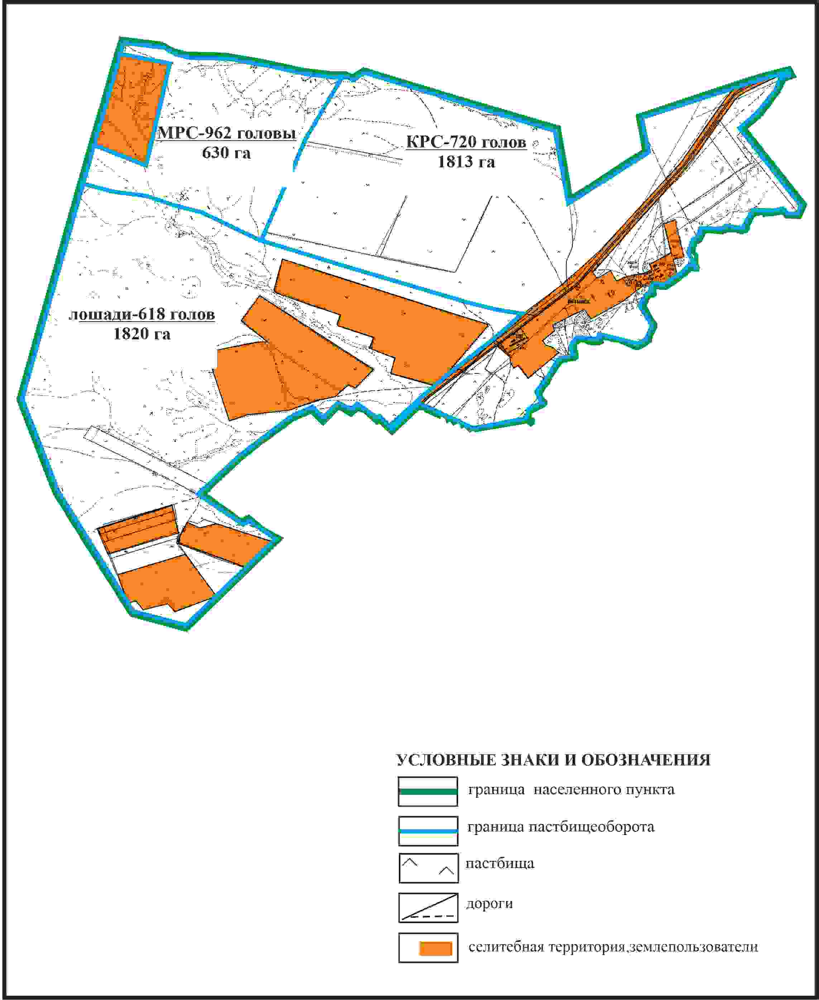 МРС-962 головы
630 га
КРС-720 голов
1813 га
лошади-618 голов
1820 га
УСЛОВНЫЕ ЗНАКИ И ОБОЗНАЧЕНИЯ
граница населенного пункта
граница пастбищеоборота
пастбища
дороги
селитебная территория,землепользователи